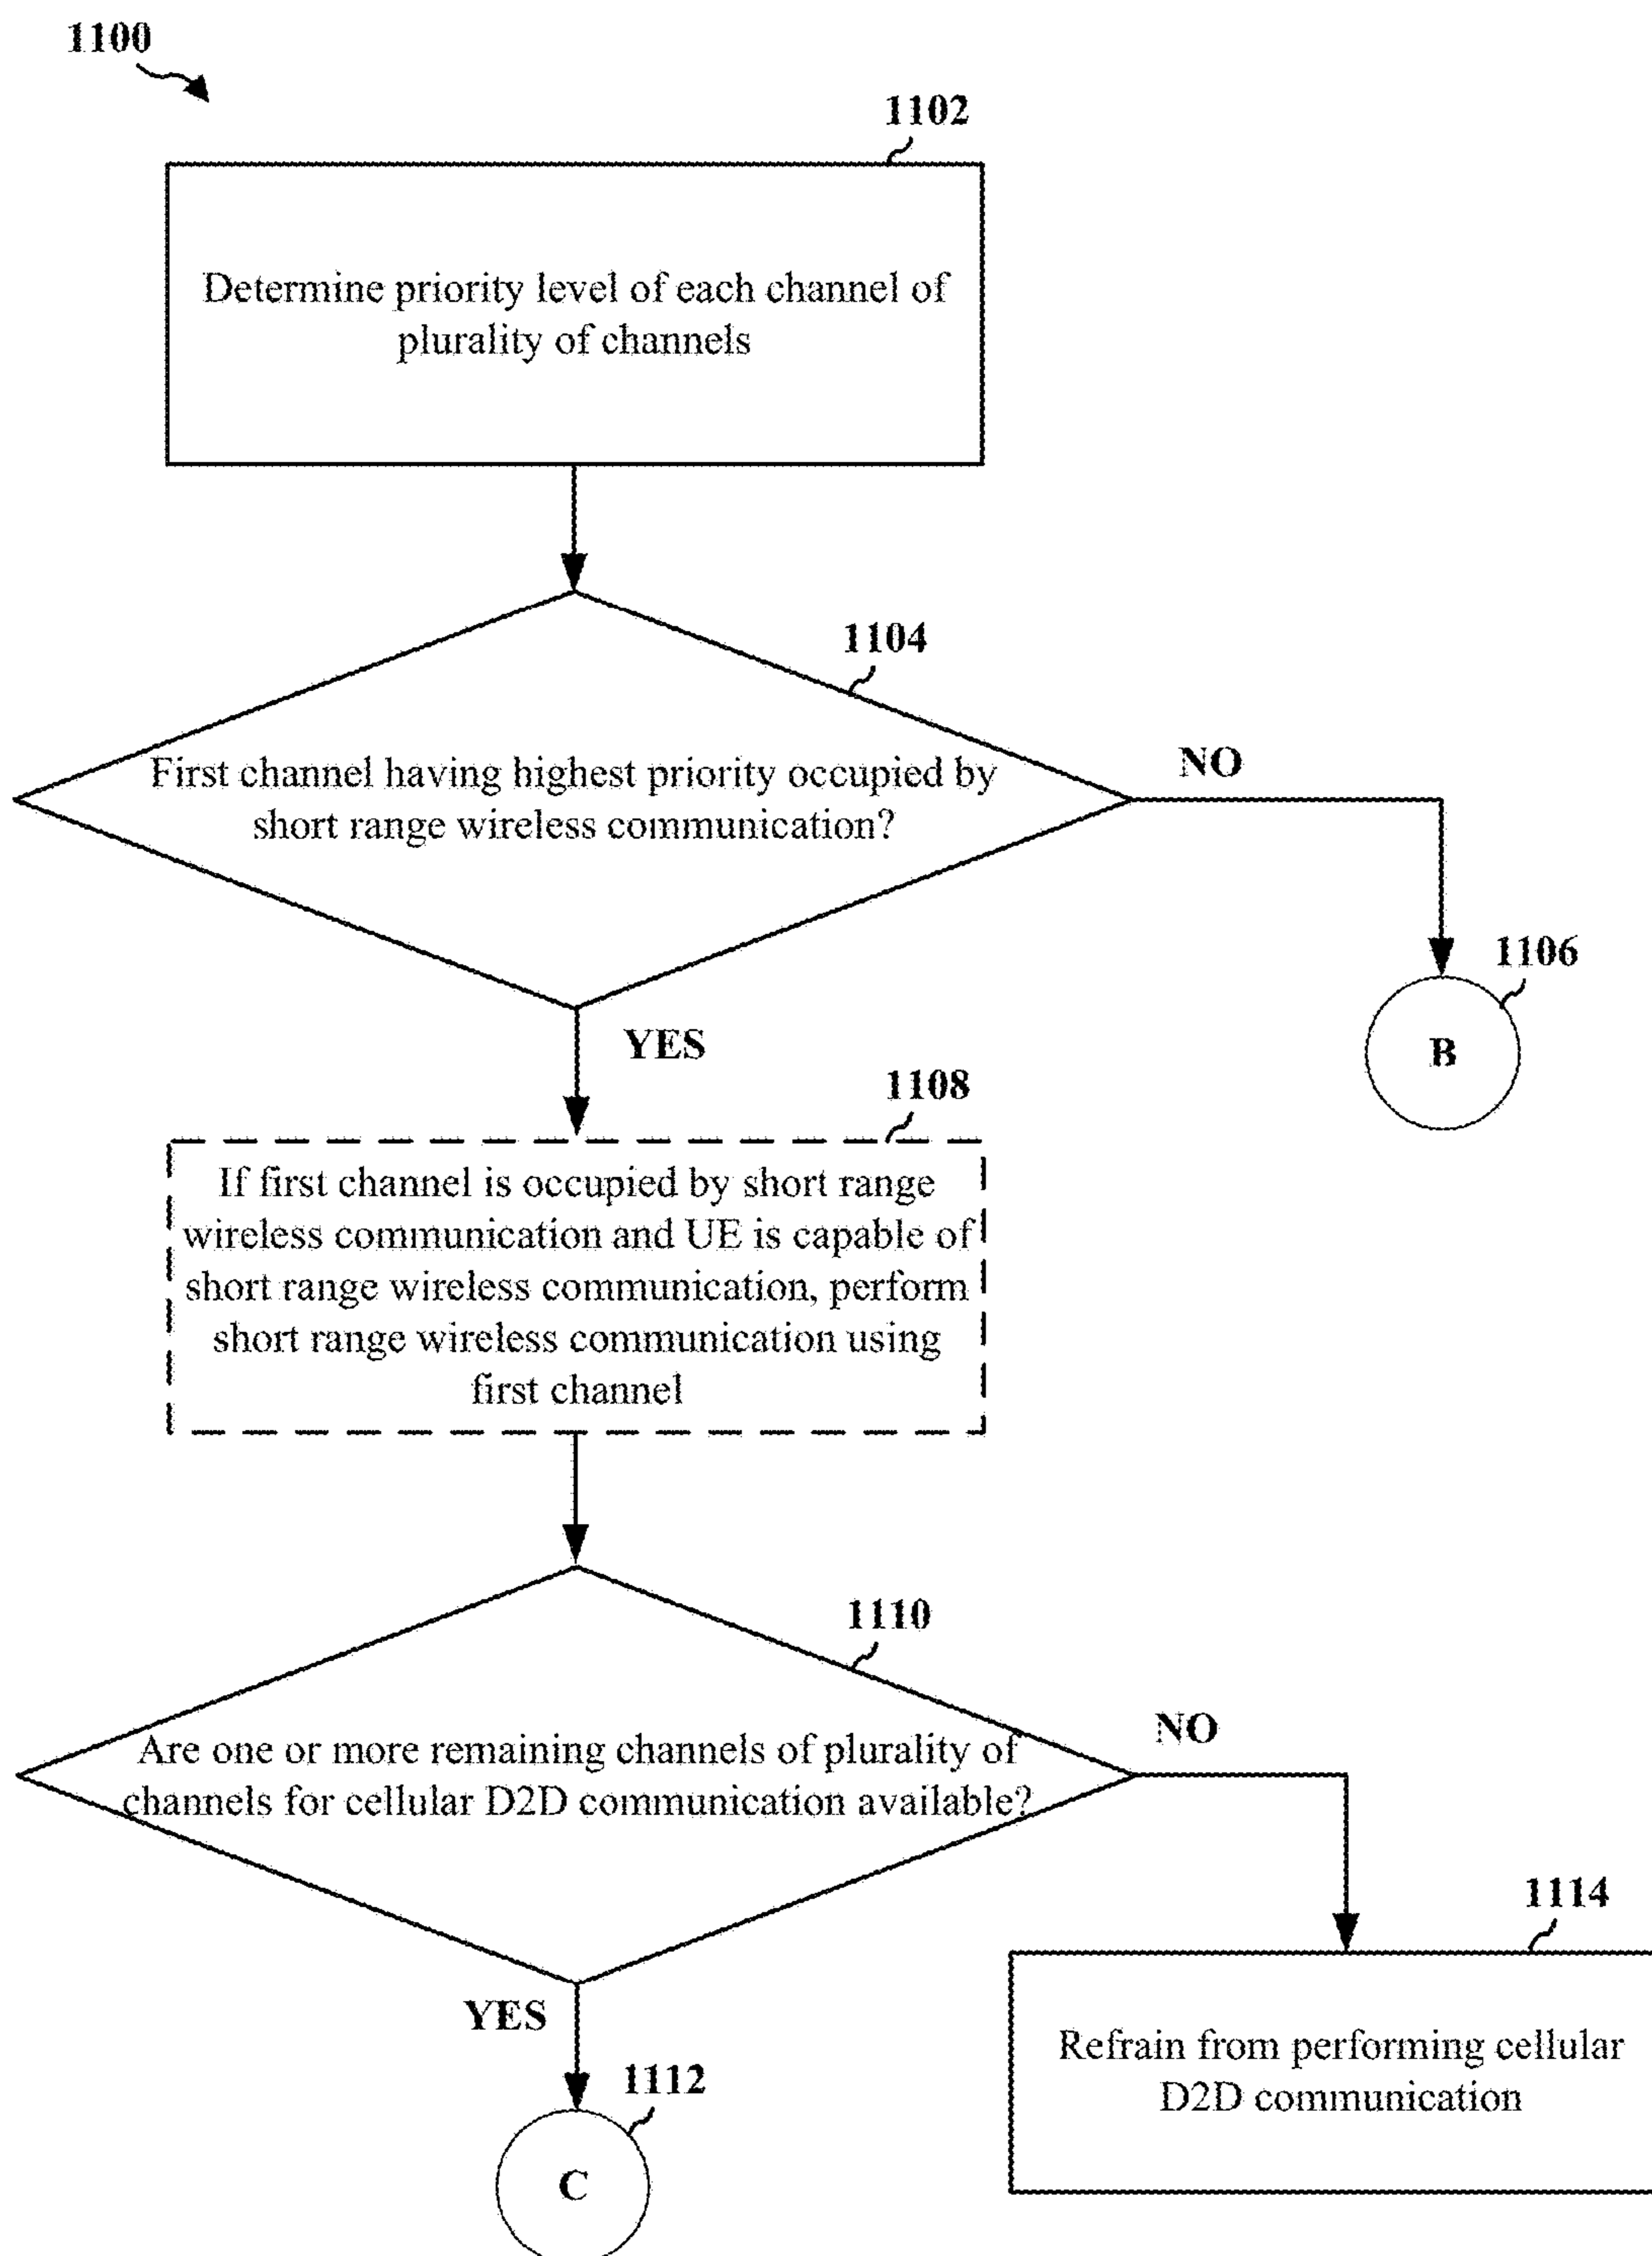 1100
1102
Determine priority level of each channel of
plurality of channels
1104
First channel having highest priority occupied by
short range wireless communication?
NO
1106
B
YES
1108
If first channel is occupied by short range
wireless communication and UE is capable of
short range wireless communication, perform
short range wireless communication using
first channel
1110
Are one or more remaining channels of plurality of
channels for cellular D2D communication available?
NO
1114
Refrain from performing cellular
D2D communication
YES
1112
C